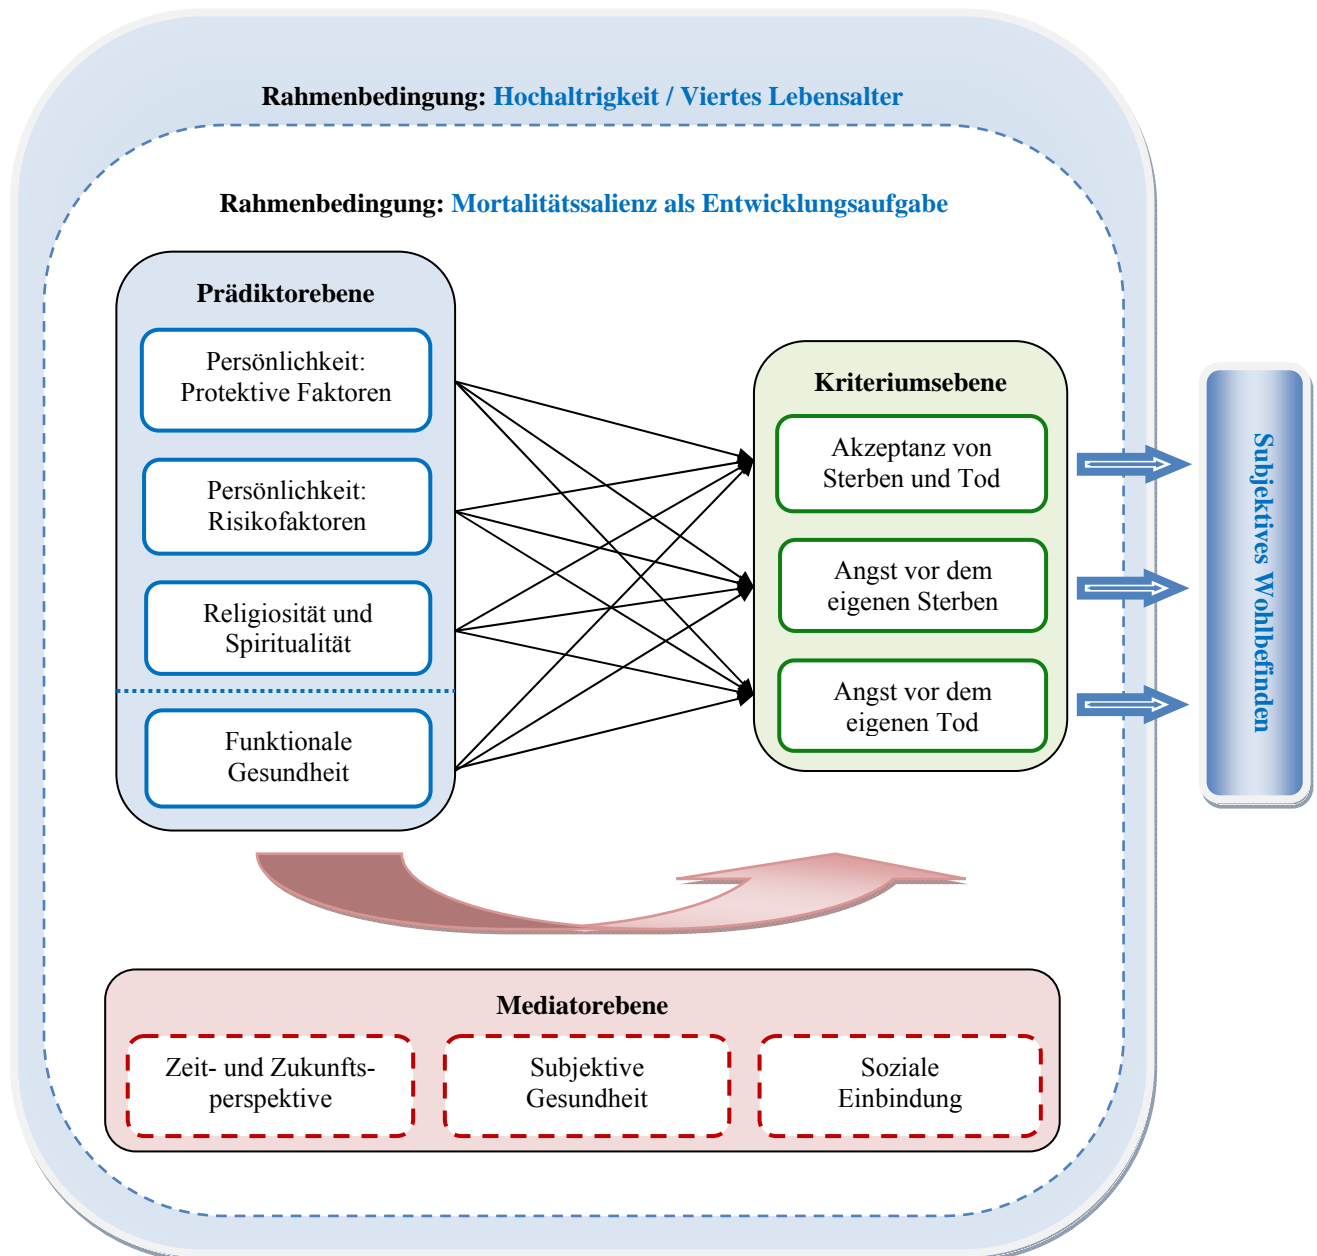 Rahmenbedingung: Hochaltrigkeit / Viertes Lebensalter
Rahmenbedingung: Mortalitätssalienz als Entwicklungsaufgabe
Prädiktorebene
Persönlichkeit:
Protektive Faktoren
Persönlichkeit:
Risikofaktoren
Religiosität und
Spiritualität
Funktionale
Gesundheit
Kriteriumsebene
Akzeptanz von
Sterben und Tod
Angst vor dem
eigenen Sterben
Angst vor dem
eigenen Tod
Subjektives Wohlbefinden
Mediatorebene
Zeit- und Zukunfts-
perspektive
Subjektive
Gesundheit
Soziale
Einbindung